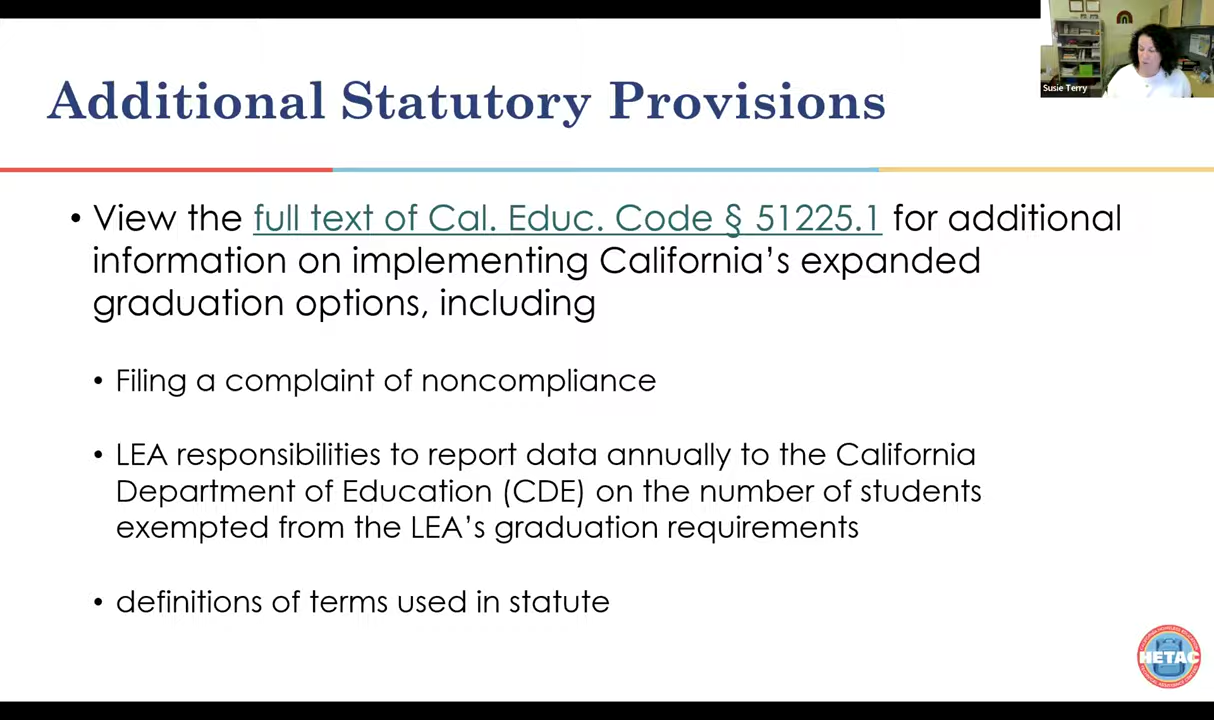 Additional Statutory Provisions
Susie Terry
• View the full text of Cal. Educ. Code § 51225.1 for additional
information on implementing California's expanded
graduation options, including
• Filing a complaint of noncompliance
• LEA responsibilities to report data annually to the California
Department of Education (CDE) on the number of students
exempted from the LEA's graduation requirements
• definitions of terms used in statute
HETAC